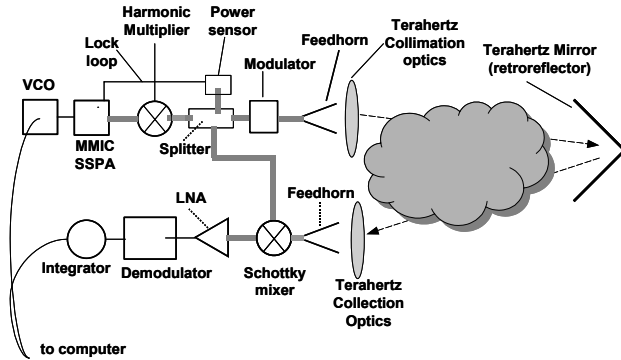 Harmonic
Multiplier
Power
sensor
Lock
loop
Modulator
Feedhorn
Terahertz
Collimation
optics
Terahertz Mirror
(retroreflector)
VCO
MMIC
SSPA
Splitter
LNA
Feedhorn
Integrator
Demodulator
Schottky
mixer
Terahertz
Collection
Optics
to computer